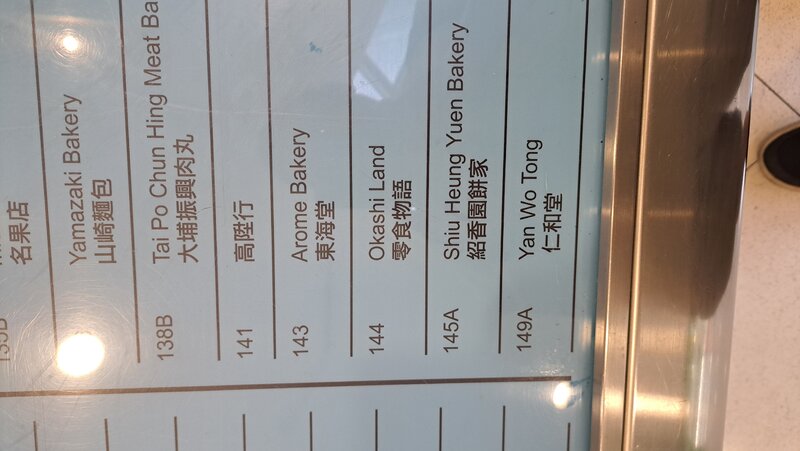 名果店
Yamazaki Bakery
山崎麵包
138B Tai Po Chun Hing Meat
大埔振興肉丸
141 高陞行
143 Arome Bakery
東海堂
144 Okashi Land
零食物語
145A Shiu Heung Yuen Bakery
紹香園餅家
149A Yan Wo Tong
仁和堂